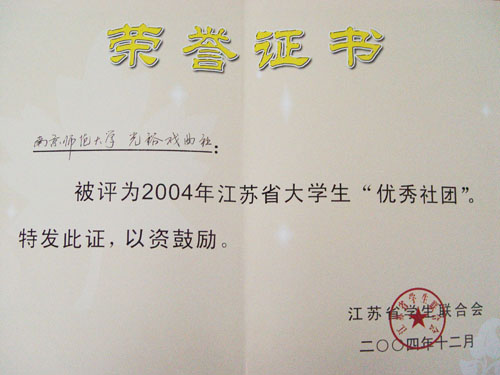 荣誉证书
南京师范大学 光裕戏曲社：
被评为2004年江苏省大学生“优秀社团”。
特发此证，以资鼓励。
江苏省学生联合会
二〇〇四年十二月